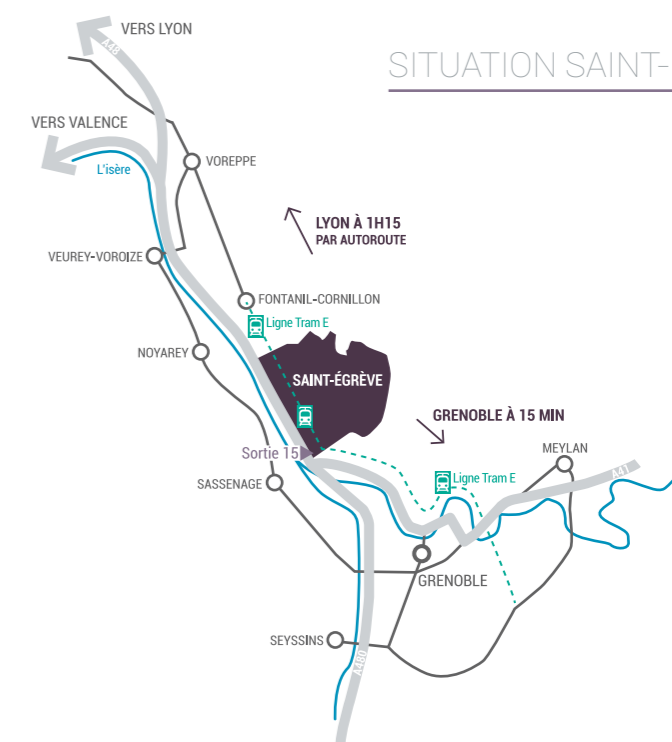 VERS LYON
A48
SITUATION SAINT-
VERS VALENCE
L'isère
VOREPPE
LYON À 1H15
PAR AUTOROUTE
VEUREY-VOROIZE
FONTANIL-CORNILLON
Ligne Tram E
NOYAREY
SAINT-ÉGRÈVE
GRENOBLE À 15 MIN
Sortie 15
MEYLAN
SASSENAGE
Ligne Tram E
A41
GRENOBLE
SEYSSINS
A480